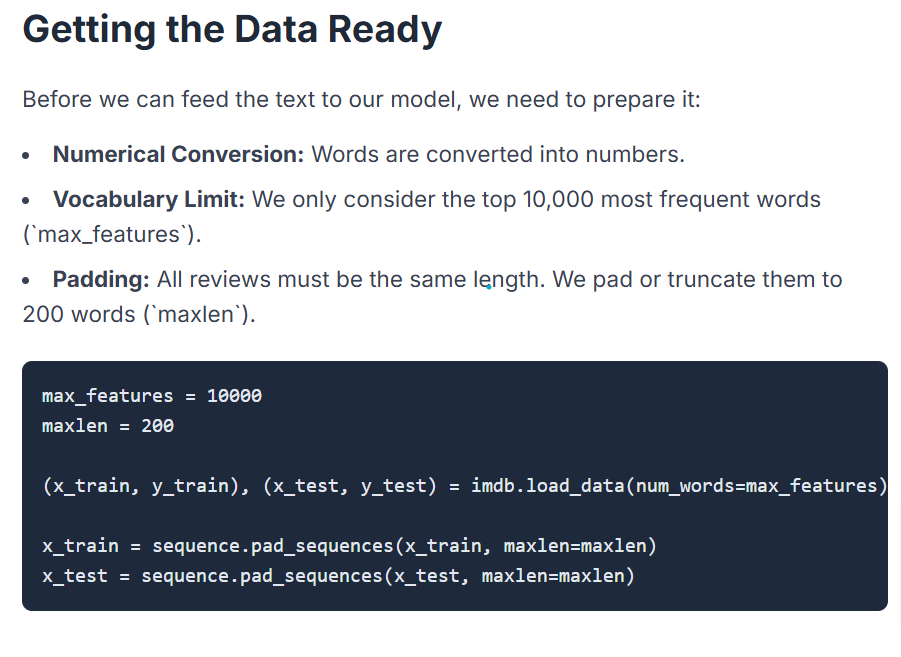 Getting the Data Ready
Before we can feed the text to our model, we need to prepare it:
• Numerical Conversion: Words are converted into numbers.
• Vocabulary Limit: We only consider the top 10,000 most frequent words
(`max_features`).
• Padding: All reviews must be the same length. We pad or truncate them to
200 words (`maxlen`).
max_features = 10000
maxlen = 200
(x_train, y_train), (x_test, y_test) = imdb.load_data(num_words=max_features)
x_train = sequence.pad_sequences(x_train, maxlen=maxlen)
x_test = sequence.pad_sequences(x_test, maxlen=maxlen)